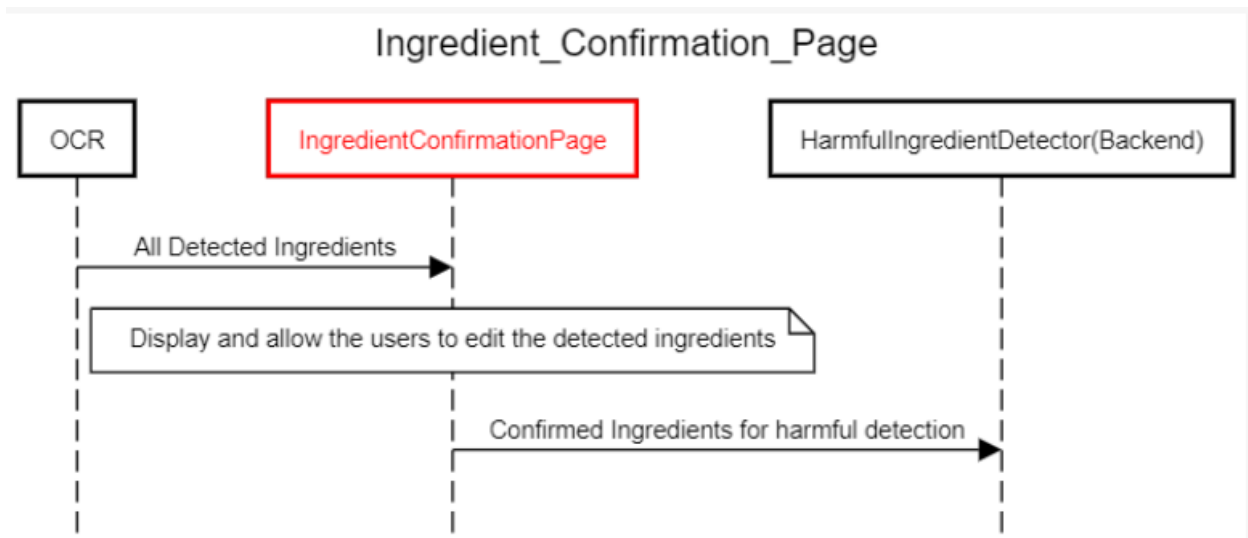 Ingredient_Confirmation_Page
OCR
IngredientConfirmationPage
HarmfulIngredientDetector(Backend)
All Detected Ingredients
Display and allow the users to edit the detected ingredients
Confirmed Ingredients for harmful detection